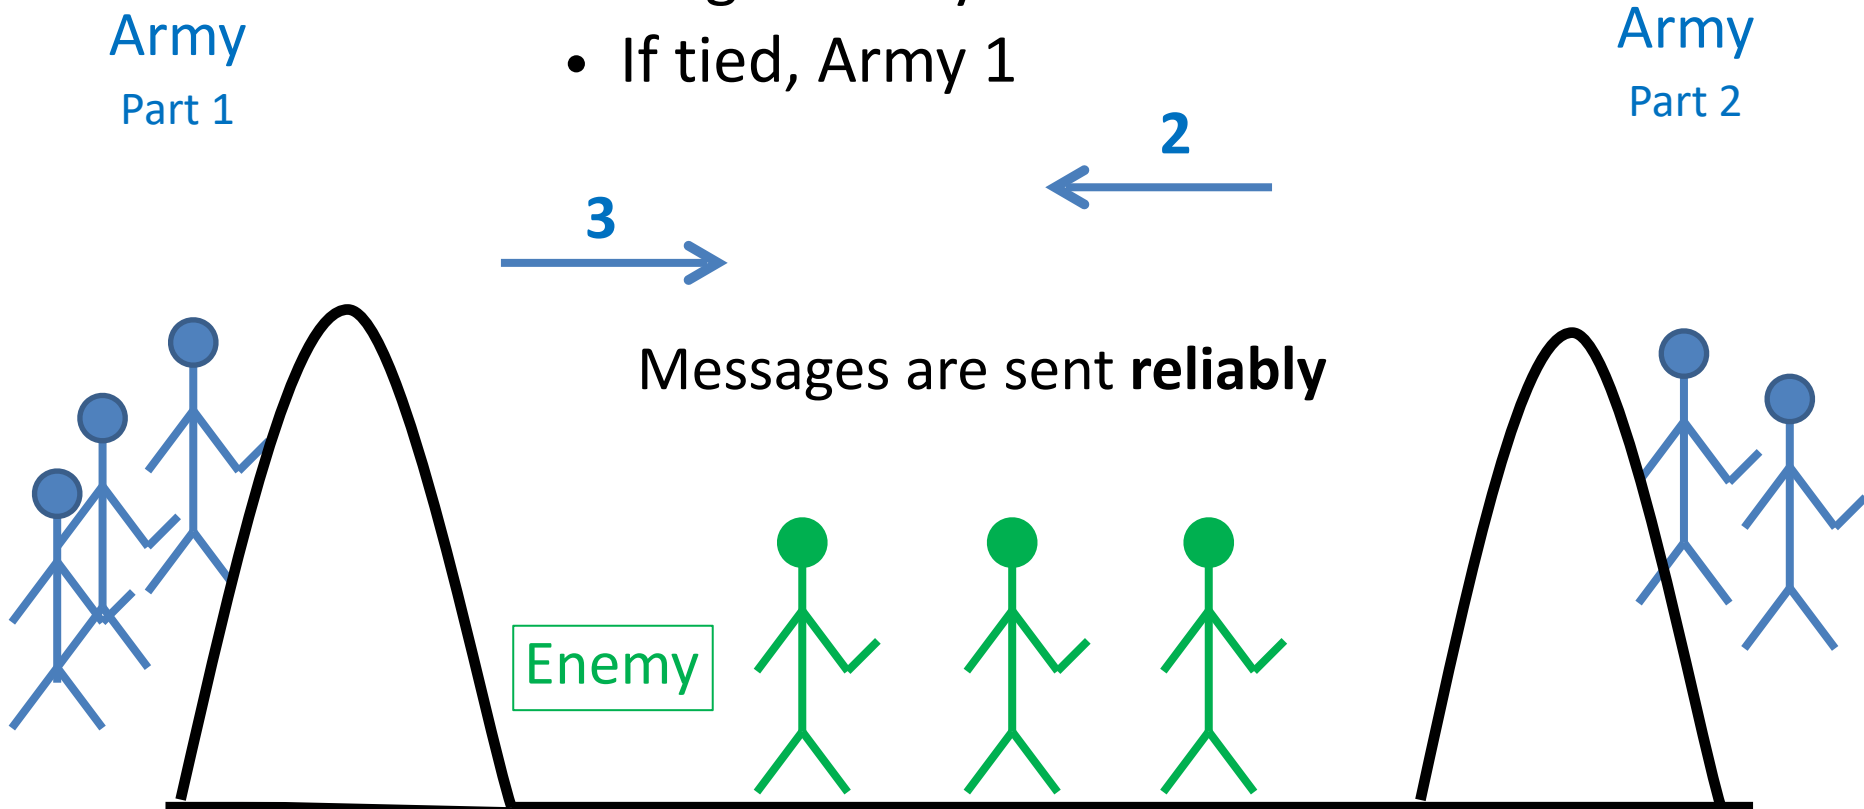 Army
Part 1
• If tied, Army 1
Army
Part 2
2
3
Messages are sent reliably
Enemy